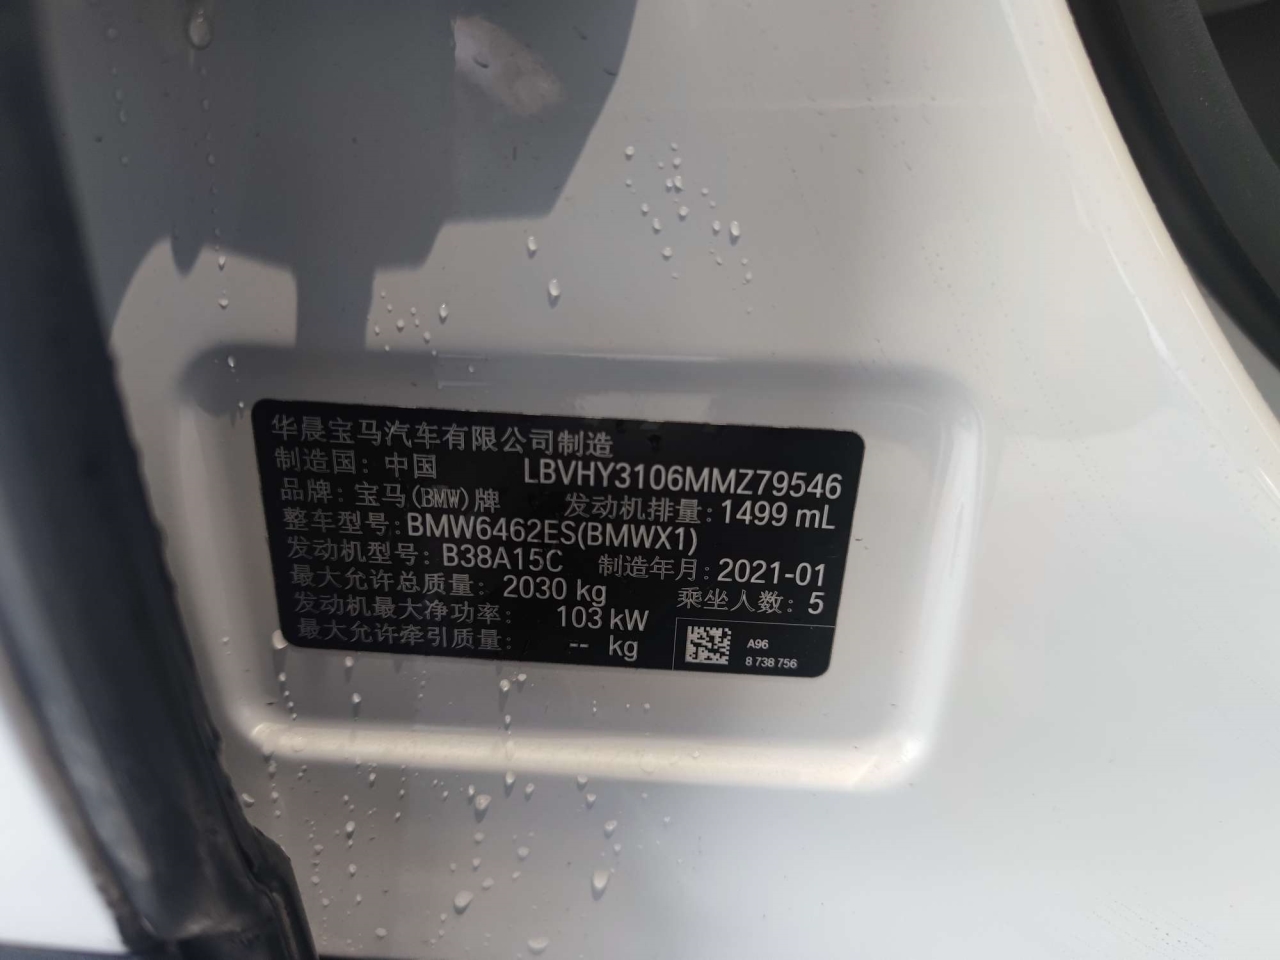 华晨宝马汽车有限公司制造
制造国: 中国 LBVHY3106MMZ79546
品牌: 宝马(BMW)牌 发动机排量: 1499 mL
整车型号: BMW6462ES(BMWX1)
发动机型号: B38A15C 制造年月: 2021-01
最大允许总质量: 2030 kg 乘坐人数: 5
发动机最大净功率: 103 kW
最大允许牵引质量: -- kg
A96
8 738 756